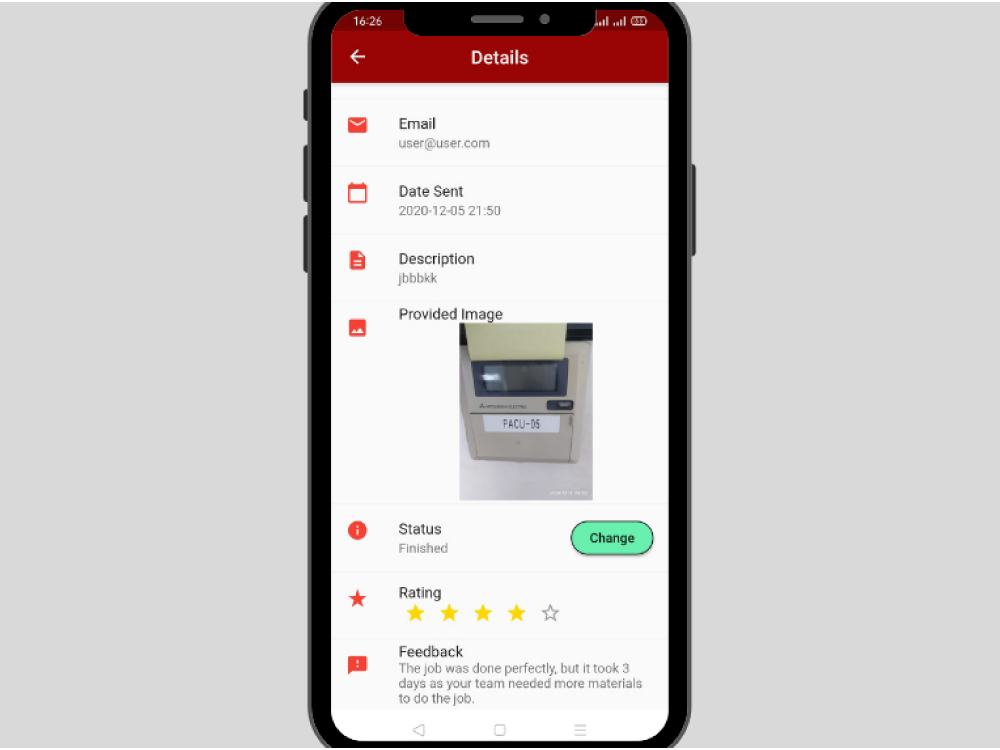 16:26
Details
Email
user@user.com
Date Sent
2020-12-05 21:50
Description
jbbbkk
Provided Image
MITSUBISHI ELECTRIC
PACU-05
Status
Finished
Change
Rating
Feedback
The job was done perfectly, but it took 3
days as your team needed more materials
to do the job.